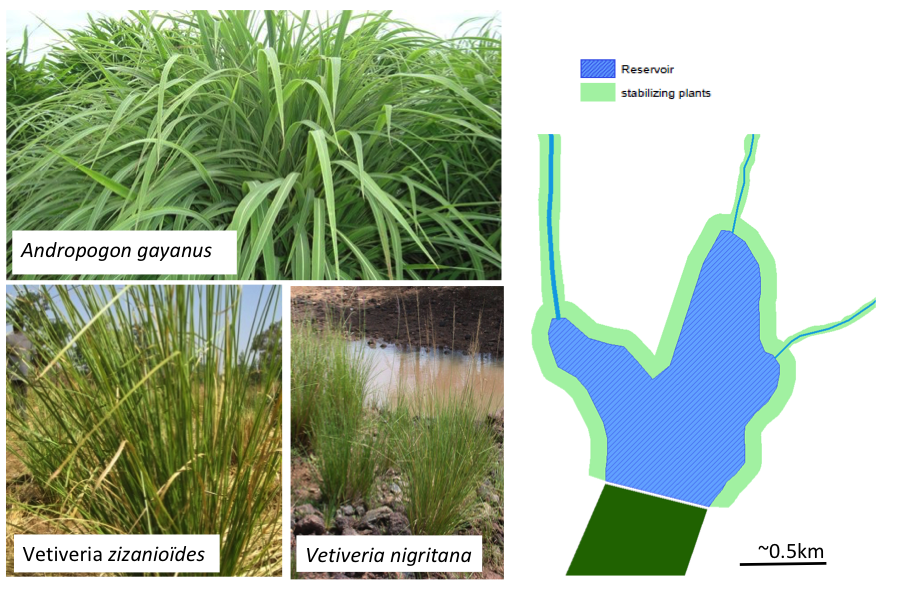 Andropogon gayanus
Vetiveria zizanioïdes
Vetiveria nigritana
Reservoir
stabilizing plants
~0.5km